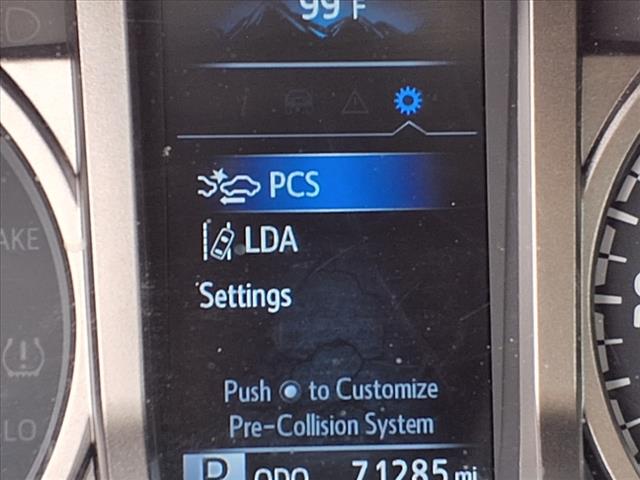 99 F
PCS
LDA
Settings
Push to Customize
Pre-Collision System
P ODO 71285 mi
AKE
LO